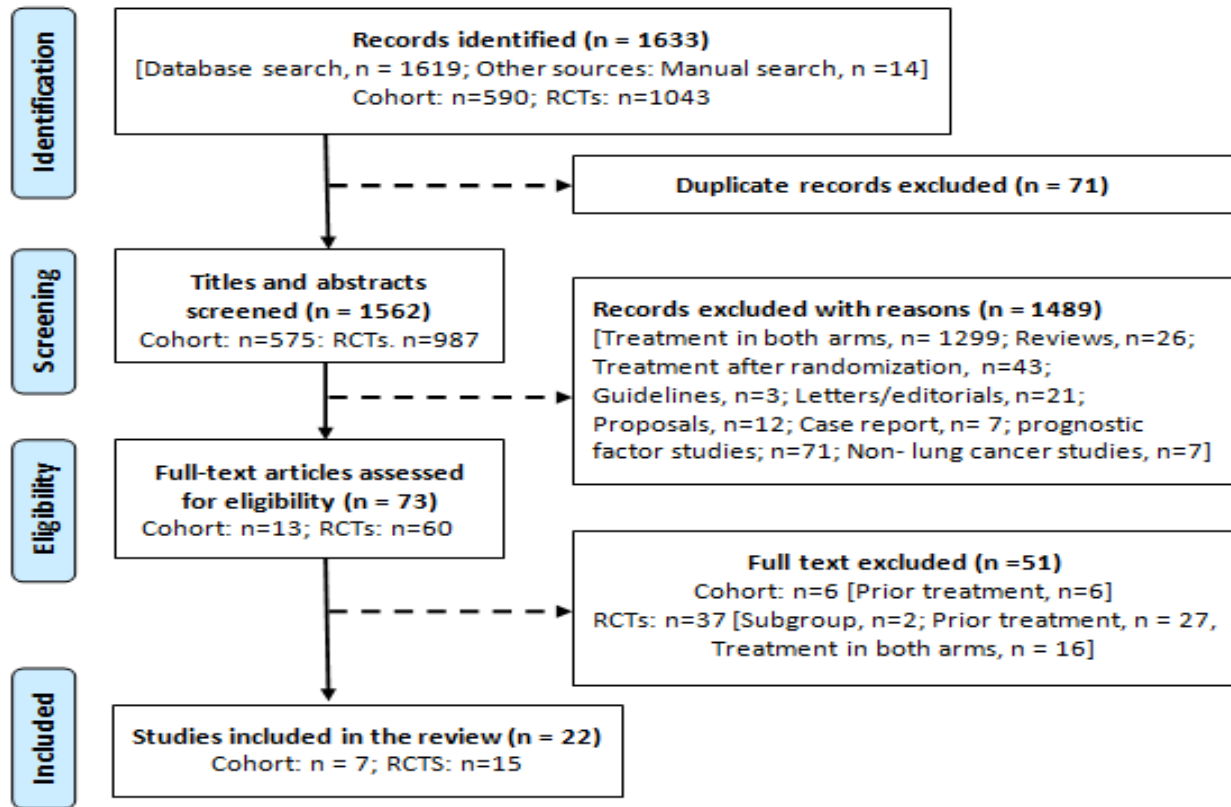 Identification
Records identified (n = 1633)
[Database search, n = 1619; Other sources: Manual search, n =14]
Cohort: n=590; RCTs: n=1043
Duplicate records excluded (n = 71)
Screening
Titles and abstracts
screened (n = 1562)
Cohort: n=575: RCTs. n=987
Records excluded with reasons (n = 1489)
[Treatment in both arms, n= 1299; Reviews, n=26;
Treatment after randomization, n=43;
Guidelines, n=3; Letters/editorials, n=21;
Proposals, n=12; Case report, n= 7; prognostic
factor studies; n=71; Non- lung cancer studies, n=7]
Eligibility
Full-text articles assessed
for eligibility (n = 73)
Cohort: n=13; RCTs: n=60
Full text excluded (n =51)
Cohort: n=6 [Prior treatment, n=6]
RCTs: n=37 [Subgroup, n=2; Prior treatment, n = 27,
Treatment in both arms, n = 16]
Included
Studies included in the review (n = 22)
Cohort: n = 7; RCTS: n=15